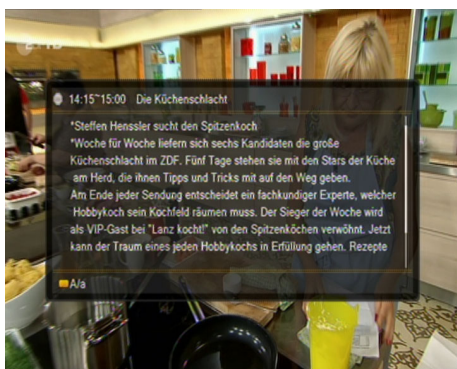 14:15~15:00 Die Küchenschlacht
*Steffen Henssler sucht den Spitzenkoch
*Woche für Woche liefern sich sechs Kandidaten die große
Küchenschlacht im ZDF. Fünf Tage stehen sie mit den Stars der Küche
am Herd, die ihnen Tipps und Tricks mit auf den Weg geben.
Am Ende jeder Sendung entscheidet ein fachkundiger Experte, welcher
Hobbykoch sein Kochfeld räumen muss. Der Sieger der Woche wird
als VIP-Gast bei "Lanz kocht!" von den Spitzenköchen verwöhnt. Jetzt
kann der Traum eines jeden Hobbykochs in Erfüllung gehen. Rezepte
A/a